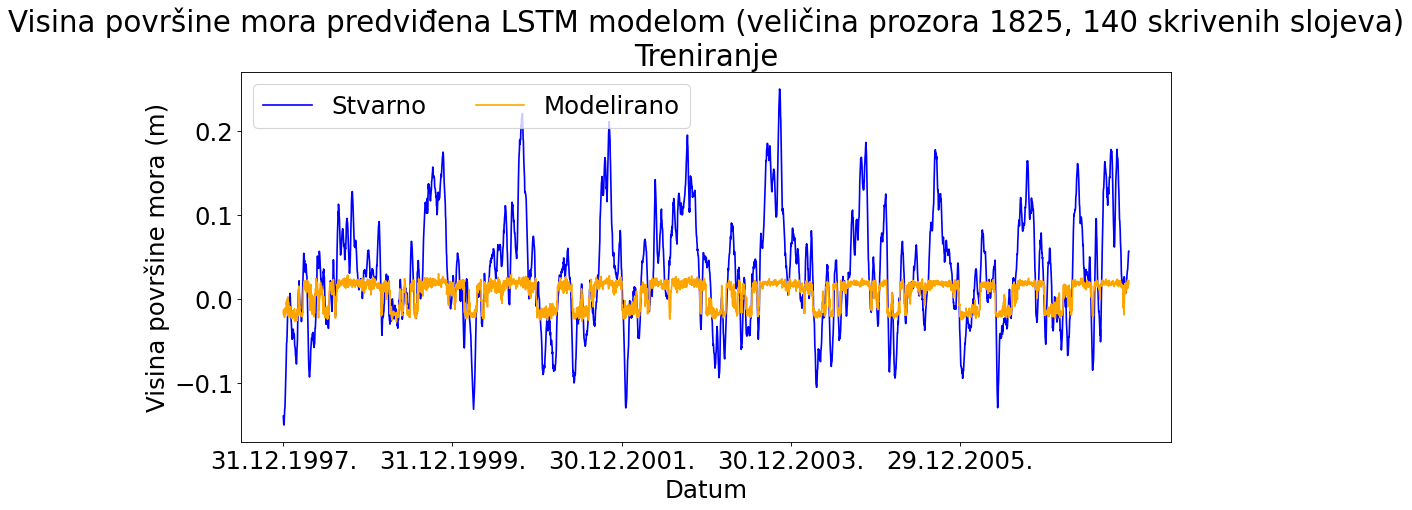 Visina površine mora predviđena LSTM modelom (veličina prozora 1825, 140 skrivenih slojeva)
Treniranje
Stvarno
Modelirano
Visina površine mora (m)
0.2
0.1
0.0
−0.1
31.12.1997.
31.12.1999.
30.12.2001.
30.12.2003.
29.12.2005.
Datum